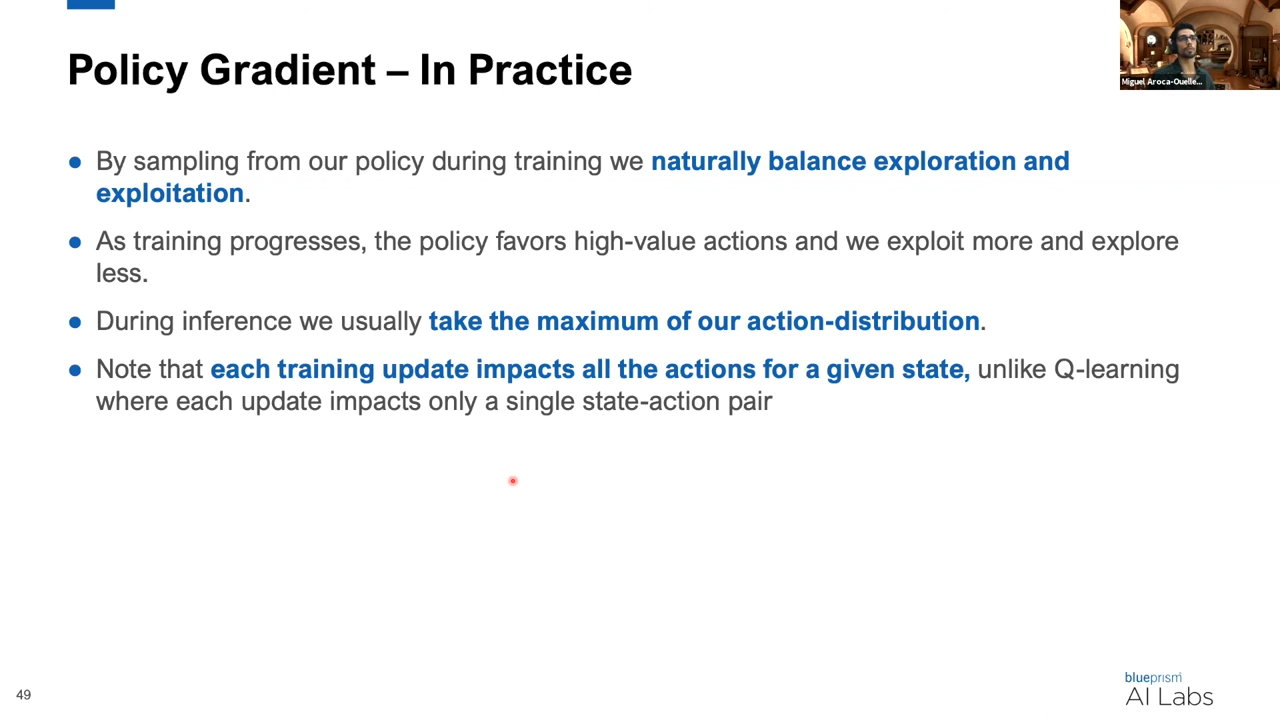 Policy Gradient – In Practice
Miguel Aroca-Ouelle...
● By sampling from our policy during training we naturally balance exploration and
exploitation.
● As training progresses, the policy favors high-value actions and we exploit more and explore
less.
● During inference we usually take the maximum of our action-distribution.
● Note that each training update impacts all the actions for a given state, unlike Q-learning
where each update impacts only a single state-action pair
49
blueprism
AI Labs